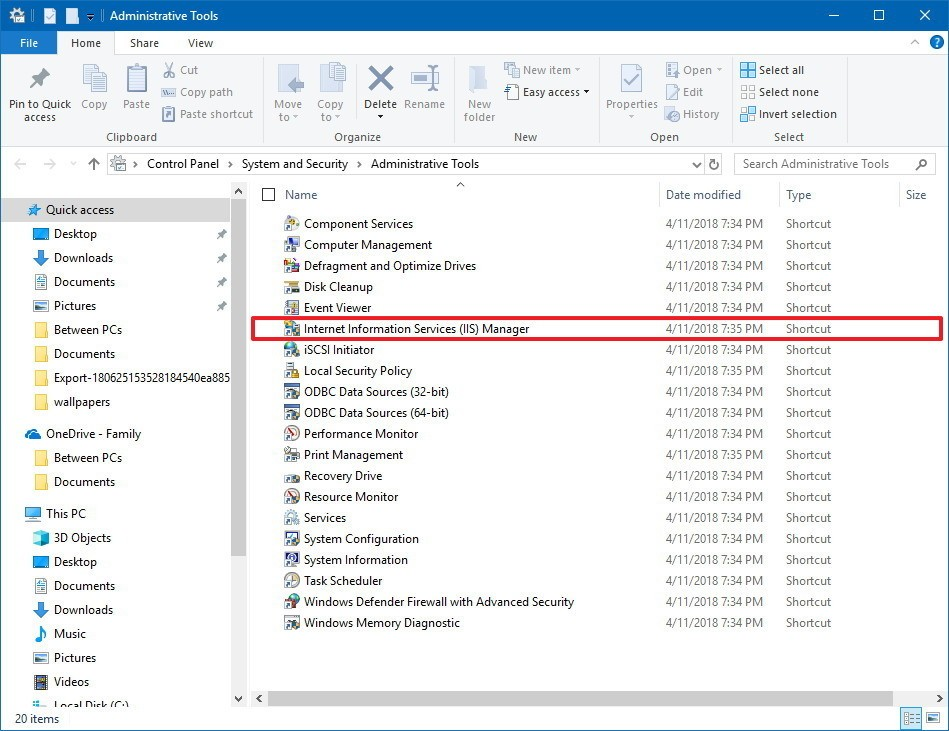 Administrative Tools
File Home Share View
Pin to Quick access
Copy
Paste
Cut
Copy path
Paste shortcut
Clipboard
Move to
Copy to
Delete
Rename
Organize
New folder
New item
Easy access
New
Properties
Open
Edit
History
Open
Select all
Select none
Invert selection
Select
Control Panel > System and Security > Administrative Tools
Search Administrative Tools
Quick access
Desktop
Downloads
Documents
Pictures
Between PCs
Documents
Export-180625153528184540ea885
wallpapers
OneDrive - Family
Between PCs
Documents
This PC
3D Objects
Desktop
Documents
Downloads
Music
Pictures
Videos
Local Disk (C:)
Name Date modified Type Size
Component Services 4/11/2018 7:34 PM Shortcut
Computer Management 4/11/2018 7:34 PM Shortcut
Defragment and Optimize Drives 4/11/2018 7:34 PM Shortcut
Disk Cleanup 4/11/2018 7:34 PM Shortcut
Event Viewer 4/11/2018 7:34 PM Shortcut
Internet Information Services (IIS) Manager 4/11/2018 7:35 PM Shortcut
iSCSI Initiator 4/11/2018 7:34 PM Shortcut
Local Security Policy 4/11/2018 7:35 PM Shortcut
ODBC Data Sources (32-bit) 4/11/2018 7:34 PM Shortcut
ODBC Data Sources (64-bit) 4/11/2018 7:34 PM Shortcut
Performance Monitor 4/11/2018 7:34 PM Shortcut
Print Management 4/11/2018 7:35 PM Shortcut
Recovery Drive 4/11/2018 7:34 PM Shortcut
Resource Monitor 4/11/2018 7:34 PM Shortcut
Services 4/11/2018 7:34 PM Shortcut
System Configuration 4/11/2018 7:34 PM Shortcut
System Information 4/11/2018 7:34 PM Shortcut
Task Scheduler 4/11/2018 7:34 PM Shortcut
Windows Defender Firewall with Advanced Security 4/11/2018 7:34 PM Shortcut
Windows Memory Diagnostic 4/11/2018 7:34 PM Shortcut
20 items